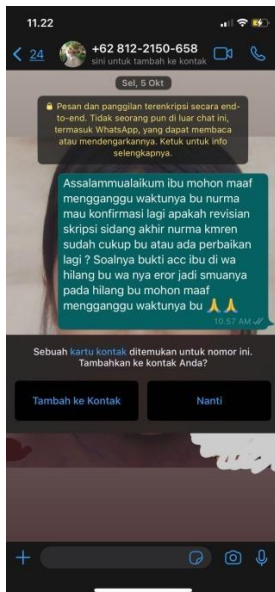 11.22
24
+62 812-2150-658
sini untuk tambah ke kontak
Sel, 5 Okt
Pesan dan panggilan terenkripsi secara end-
to-end. Tidak seorang pun di luar chat ini,
termasuk WhatsApp, yang dapat membaca
atau mendengarkannya. Ketuk untuk info
selengkapnya.
Assalammualaikum ibu mohon maaf
mengganggu waktunya bu nurma
mau konfirmasi lagi apakah revisian
skripsi sidang akhir nurma kmren
sudah cukup bu atau ada perbaikan
lagi ? Soalnya bukti acc ibu di wa
hilang bu wa nya eror jadi smuanya
pada hilang bu mohon maaf
mengganggu waktunya bu 🙏🙏
10.57 AM
Sebuah kartu kontak ditemukan untuk nomor ini.
Tambahkan ke kontak Anda?
Tambah ke Kontak
Nanti